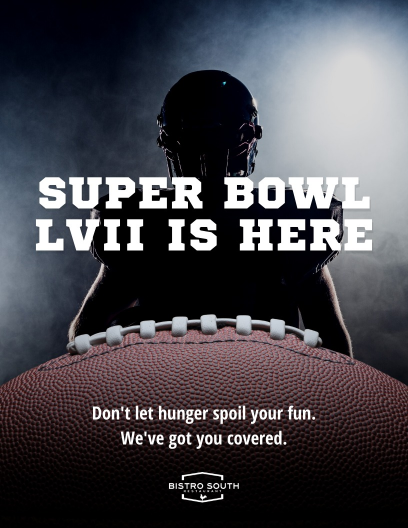 SUPER BOWL
LVII IS HERE
Don't let hunger spoil your fun.
We've got you covered.
BISTRO SOUTH
RESTAURANT